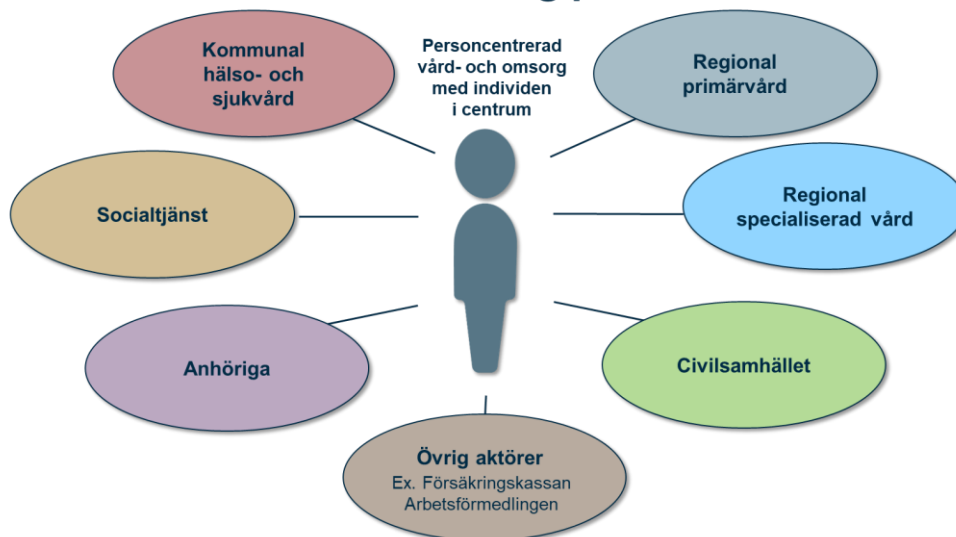 Personcentrerad
vård- och omsorg
med individen
i centrum
Kommunal
hälso- och
sjukvård
Regional
primärvård
Socialtjänst
Regional
specialiserad vård
Anhöriga
Civilsamhället
Övrig aktörer
Ex. Försäkringskassan
Arbetsförmedlingen